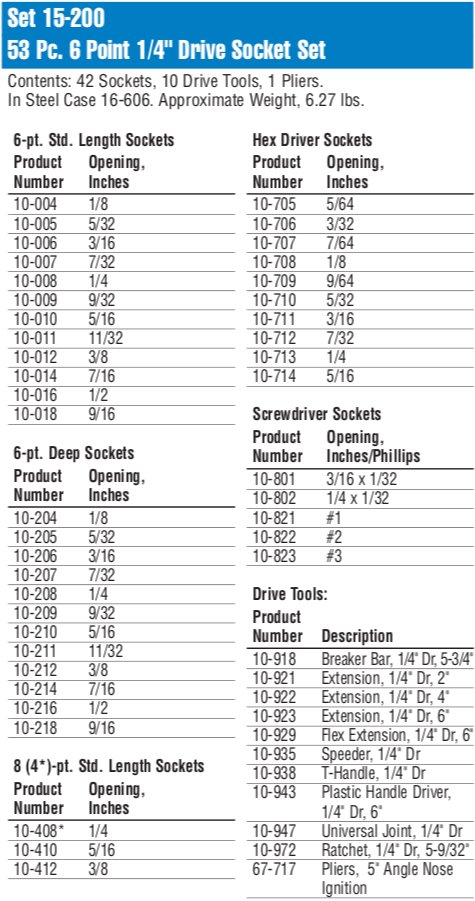 Set 15-200
53 Pc. 6 Point 1/4" Drive Socket Set
Contents: 42 Sockets, 10 Drive Tools, 1 Pliers.
In Steel Case 16-606. Approximate Weight, 6.27 lbs.
6-pt. Std. Length Sockets
Product Opening,
Number Inches
10-004 1/8
10-005 5/32
10-006 3/16
10-007 7/32
10-008 1/4
10-009 9/32
10-010 5/16
10-011 11/32
10-012 3/8
10-014 7/16
10-016 1/2
10-018 9/16
6-pt. Deep Sockets
Product Opening,
Number Inches
10-204 1/8
10-205 5/32
10-206 3/16
10-207 7/32
10-208 1/4
10-209 9/32
10-210 5/16
10-211 11/32
10-212 3/8
10-214 7/16
10-216 1/2
10-218 9/16
8 (4*)-pt. Std. Length Sockets
Product Opening,
Number Inches
10-408* 1/4
10-410 5/16
10-412 3/8
Hex Driver Sockets
Product Opening,
Number Inches
10-705 5/64
10-706 3/32
10-707 7/64
10-708 1/8
10-709 9/64
10-710 5/32
10-711 3/16
10-712 7/32
10-713 1/4
10-714 5/16
Screwdriver Sockets
Product Opening,
Number Inches/Phillips
10-801 3/16 x 1/32
10-802 1/4 x 1/32
10-821 #1
10-822 #2
10-823 #3
Drive Tools:
Product
Number Description
10-918 Breaker Bar, 1/4" Dr, 5-3/4"
10-921 Extension, 1/4" Dr, 2"
10-922 Extension, 1/4" Dr, 4"
10-923 Extension, 1/4" Dr, 6"
10-929 Flex Extension, 1/4" Dr, 6"
10-935 Speeder, 1/4" Dr
10-938 T-Handle, 1/4" Dr
10-943 Plastic Handle Driver,
1/4" Dr, 6"
10-947 Universal Joint, 1/4" Dr
10-972 Ratchet, 1/4" Dr, 5-9/32"
67-717 Pliers, 5" Angle Nose
Ignition